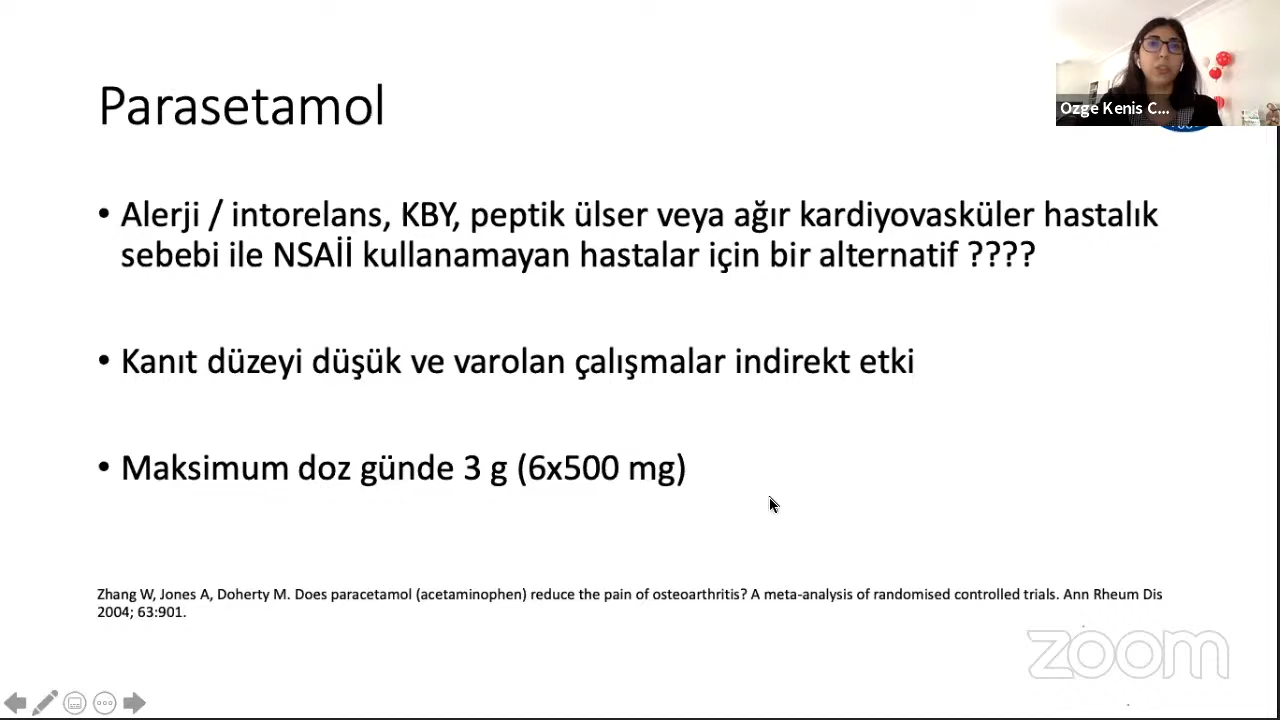 Parasetamol
Ozge Kenis C...
• Alerji / intorelans, KBY, peptik ülser veya ağır kardiyovasküler hastalık
sebebi ile NSAİİ kullanamayan hastalar için bir alternatif ????
• Kanıt düzeyi düşük ve varolan çalışmalar indirekt etki
• Maksimum doz günde 3 g (6x500 mg)
Zhang W, Jones A, Doherty M. Does paracetamol (acetaminophen) reduce the pain of osteoarthritis? A meta-analysis of randomised controlled trials. Ann Rheum Dis
2004; 63:901.
zoom